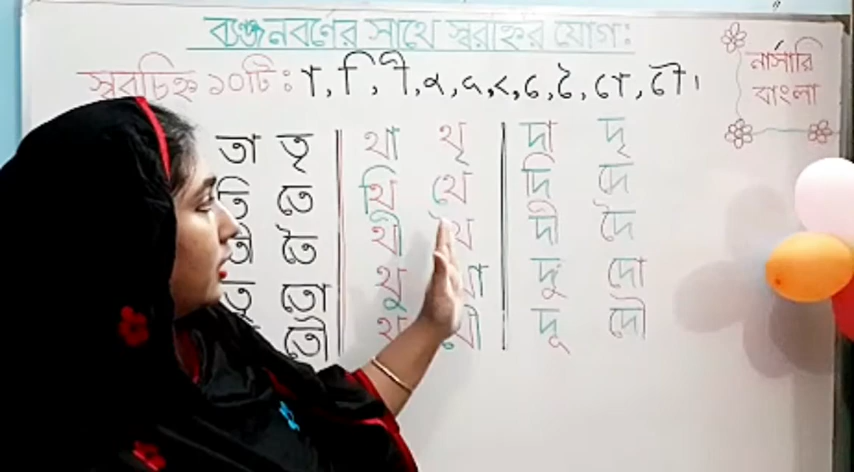 ব্যঞ্জনবর্ণের সাথে স্বরচিহ্নের যোগ:
স্বরচিহ্ন ১০টি: া, ি, ী, ু, ূ, ৃ, ে, ৈ, ো, ৌ।
নার্সারি
বাংলা
তা তৃ থা থৃ দা দৃ
তি তে থি থে দি দে
তৈ থী থৈ দী দৈ
তো থু দু দো
তৌ থৌ দূ দৌ